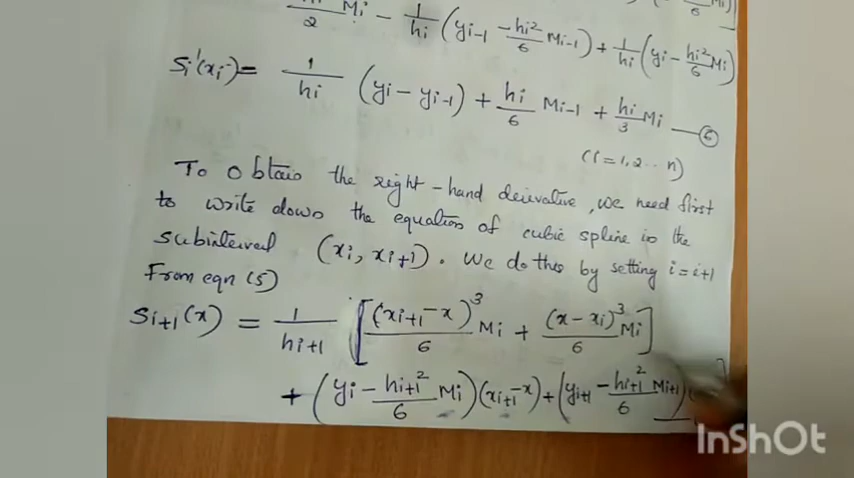 2 Mi − 1/hi (yi-1 − hi²/6 Mi-1) + 1/hi (yi − hi²/6 Mi)
Si'(xi-) = 1/hi (yi − yi-1) + hi/6 Mi-1 + hi/3 Mi —— 6
(i = 1, 2 .. n)
To obtain the right-hand derivative, we need first
to write down the equation of cubic spline in the
subinterval (xi, xi+1). We do this by setting i = i+1
From eqn (5)
Si+1(x) = 1/hi+1 [(xi+1 − x)³/6 Mi + (x − xi)³/6 Mi]
+ (yi − hi+1²/6 Mi)(xi+1 − x) + (yi+1 − hi+1²/6 Mi+1)
InShOt